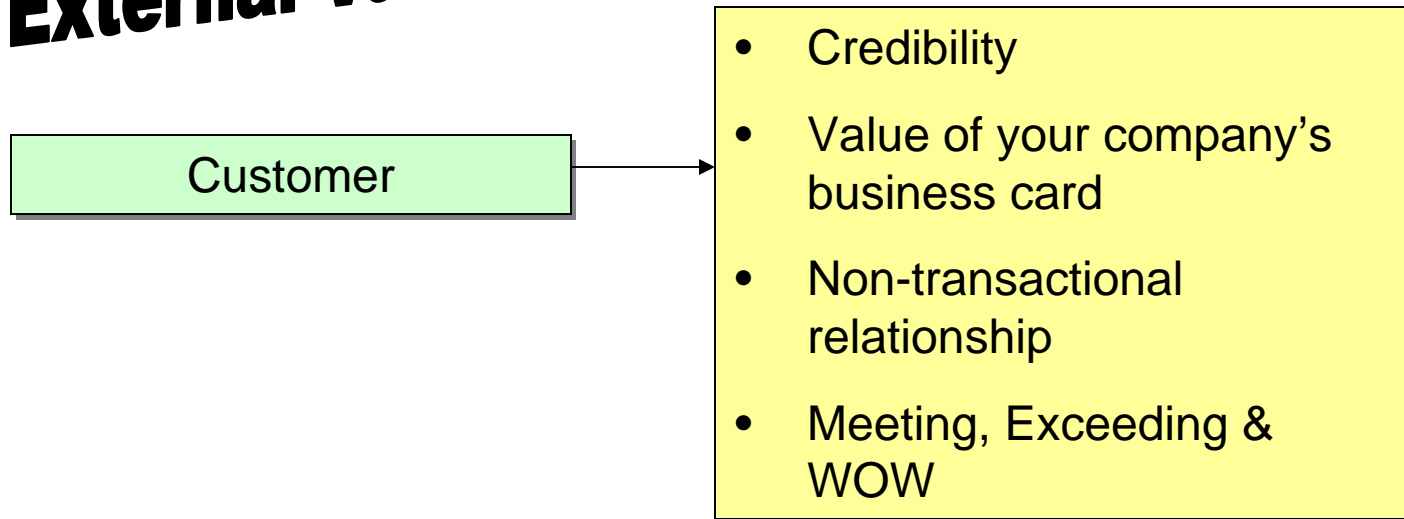 External
Customer
• Credibility
• Value of your company’s
business card
• Non-transactional
relationship
• Meeting, Exceeding &
WOW